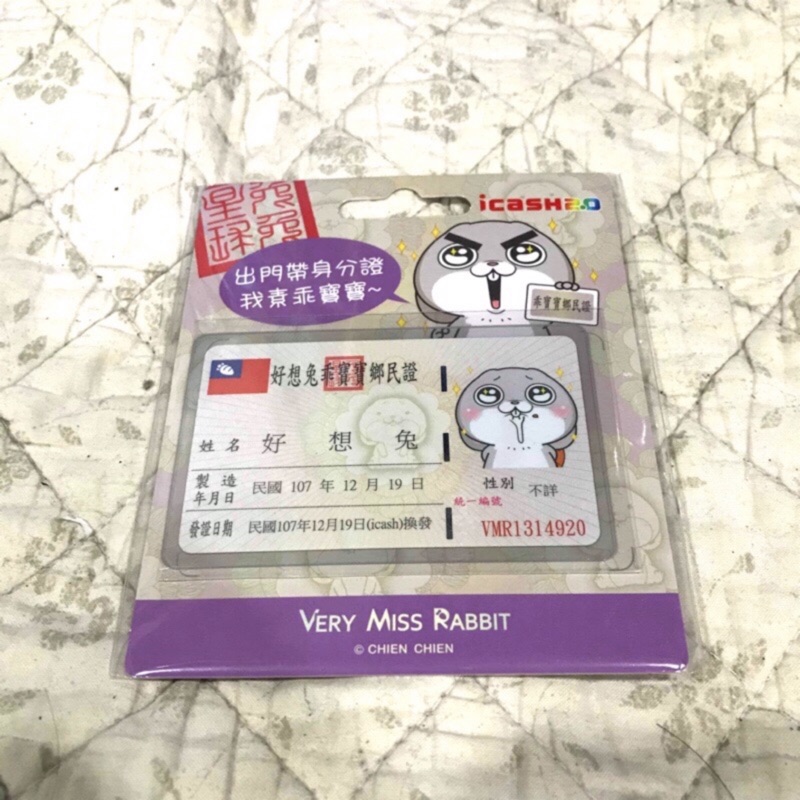 icash2.0
出門帶身分證
我素乖寶寶~
乖寶寶鄉民證
好想兔乖寶寶鄉民證
姓名 好想兔
製造年月日 民國 107 年 12 月 19 日
性別 不詳
統一編號
發證日期 民國107年12月19日(icash)換發
VMR1314920
VERY MISS RABBIT
© CHIEN CHIEN